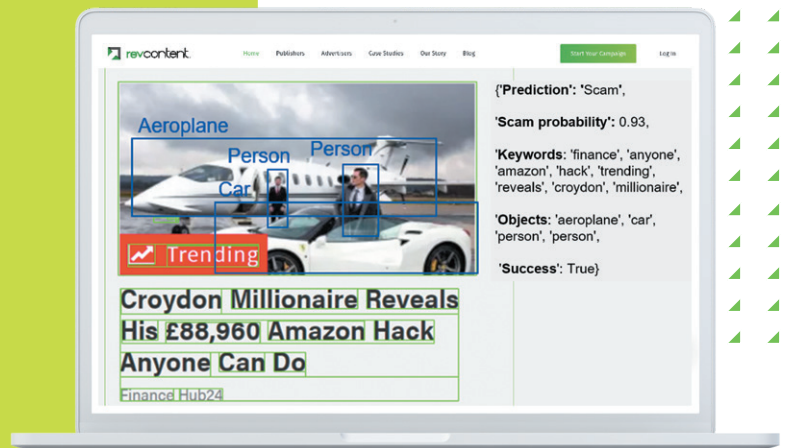 revcontent.
Home Publishers Advertisers Case Studies Our Story Blog Start Your Campaign Log In
Aeroplane
Person
Person
Car
Trending
Croydon Millionaire Reveals
His £88,960 Amazon Hack
Anyone Can Do
Finance Hub24
{'Prediction': 'Scam',
'Scam probability': 0.93,
'Keywords: 'finance', 'anyone',
'amazon', 'hack', 'trending',
'reveals', 'croydon', 'millionaire',
'Objects: 'aeroplane', 'car',
'person', 'person',
'Success': True}